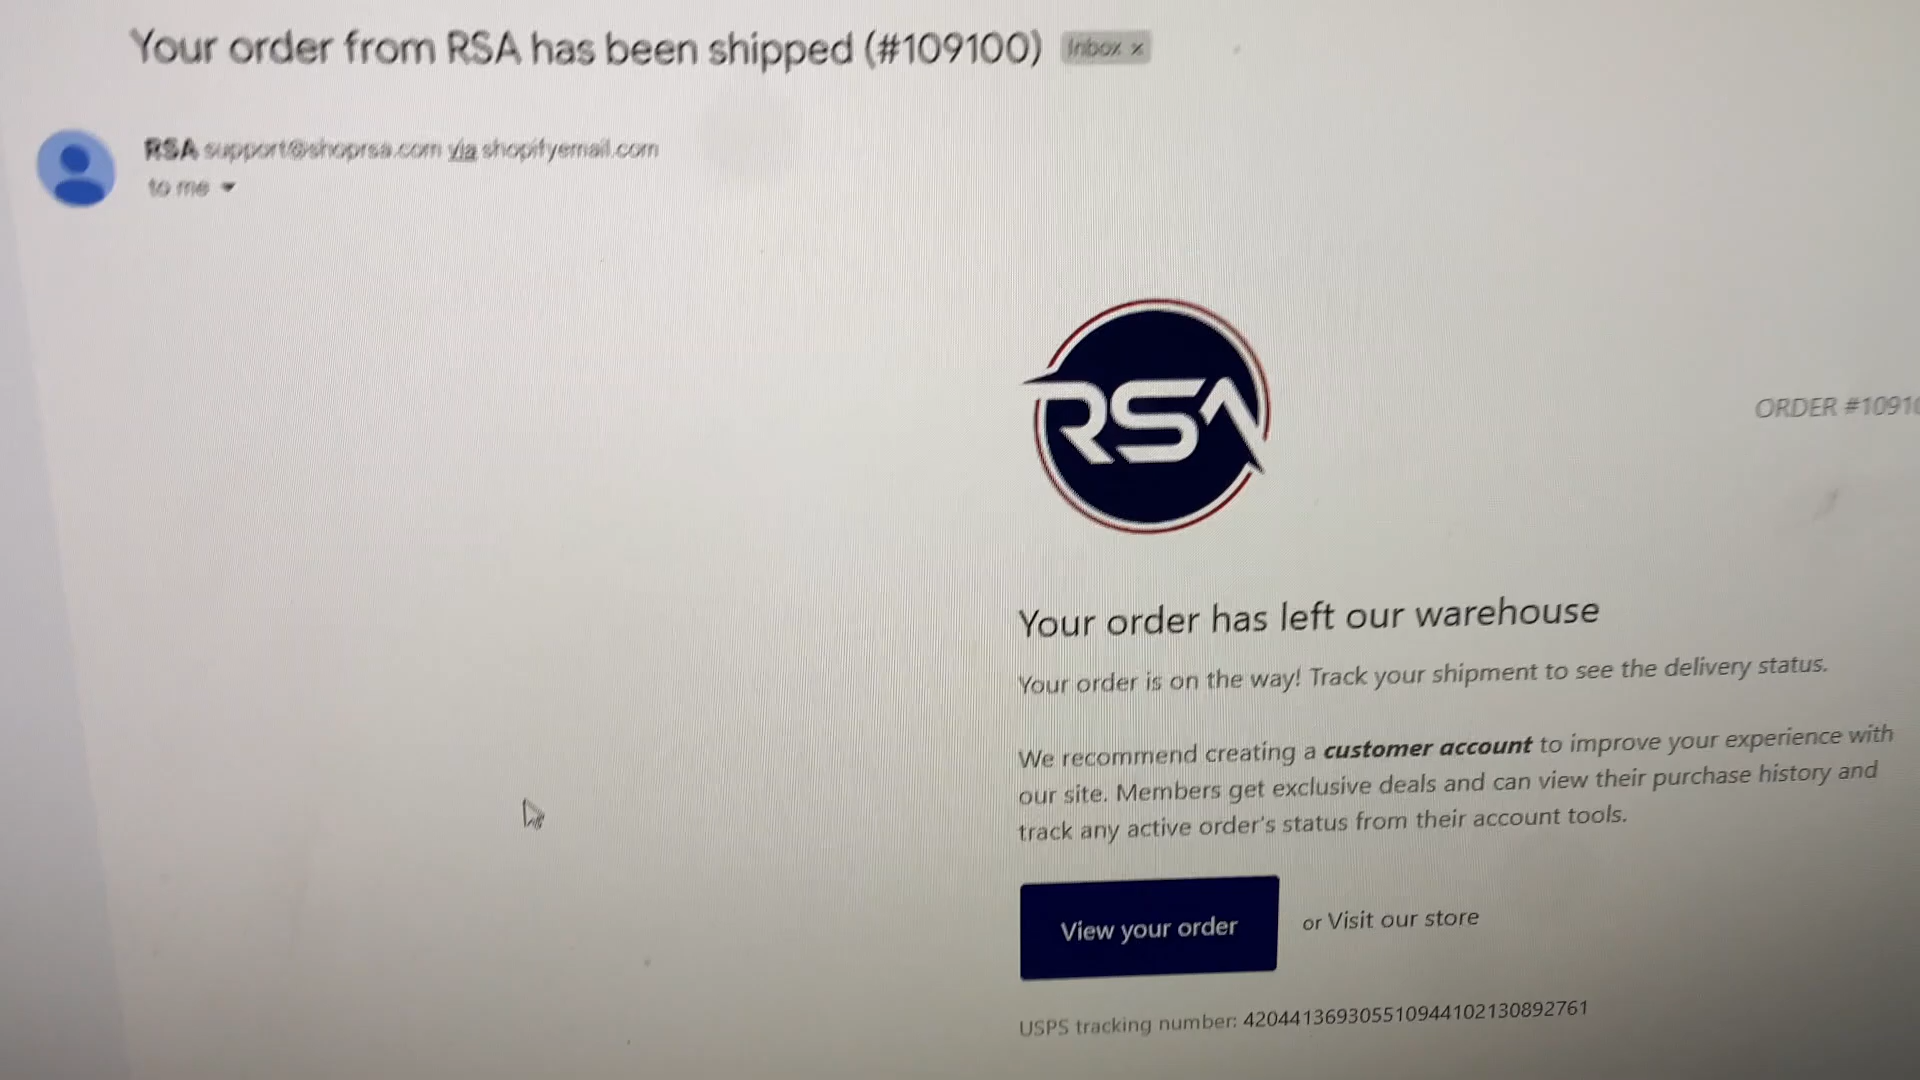 Your order from RSA has been shipped (#109100) Inbox x
RSA support@shoprsa.com via shopifyemail.com
to me
RSA
ORDER #10910
Your order has left our warehouse
Your order is on the way! Track your shipment to see the delivery status.
We recommend creating a customer account to improve your experience with
our site. Members get exclusive deals and can view their purchase history and
track any active order's status from their account tools.
View your order
or Visit our store
USPS tracking number: 420441369305510944102130892761